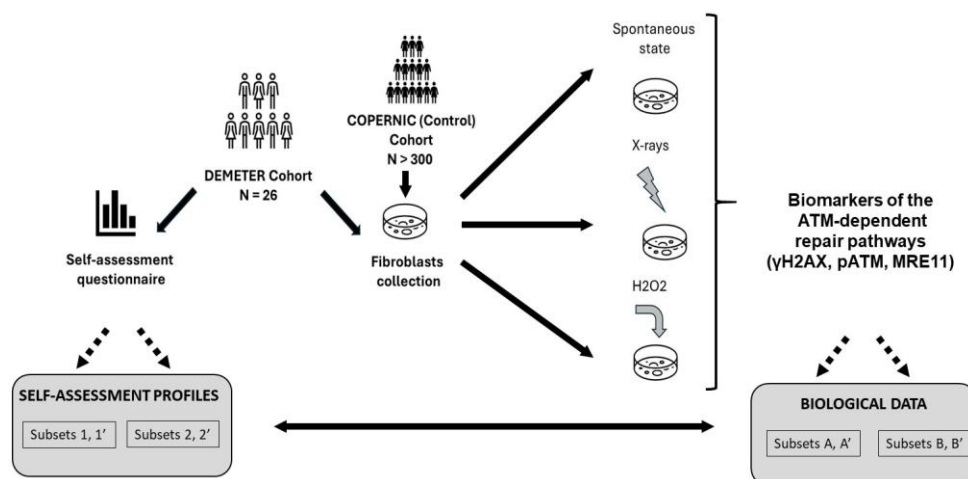 COPERNIC (Control)
Cohort
N > 300
DEMETER Cohort
N = 26
Self-assessment
questionnaire
Fibroblasts
collection
Spontaneous
state
X-rays
H2O2
Biomarkers of the
ATM-dependent
repair pathways
(γH2AX, pATM, MRE11)
SELF-ASSESSMENT PROFILES
Subsets 1, 1’
Subsets 2, 2’
BIOLOGICAL DATA
Subsets A, A’
Subsets B, B’